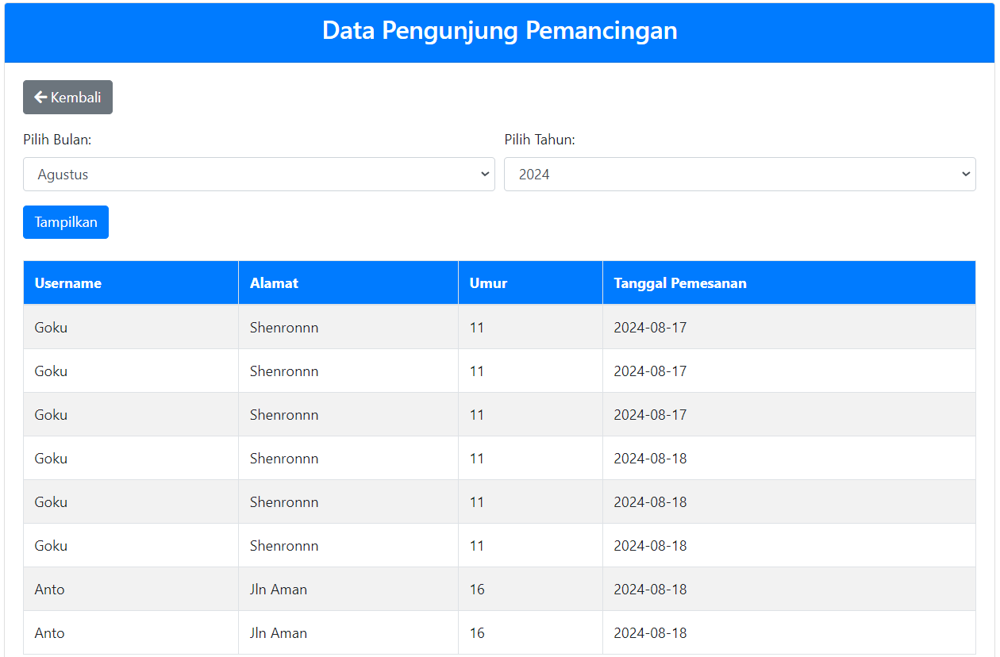 Data Pengunjung Pemancingan
Kembali
Pilih Bulan: Pilih Tahun:
Agustus 2024
Tampilkan
Username Alamat Umur Tanggal Pemesanan
Goku Shenronnn 11 2024-08-17
Goku Shenronnn 11 2024-08-17
Goku Shenronnn 11 2024-08-17
Goku Shenronnn 11 2024-08-18
Goku Shenronnn 11 2024-08-18
Goku Shenronnn 11 2024-08-18
Anto Jln Aman 16 2024-08-18
Anto Jln Aman 16 2024-08-18